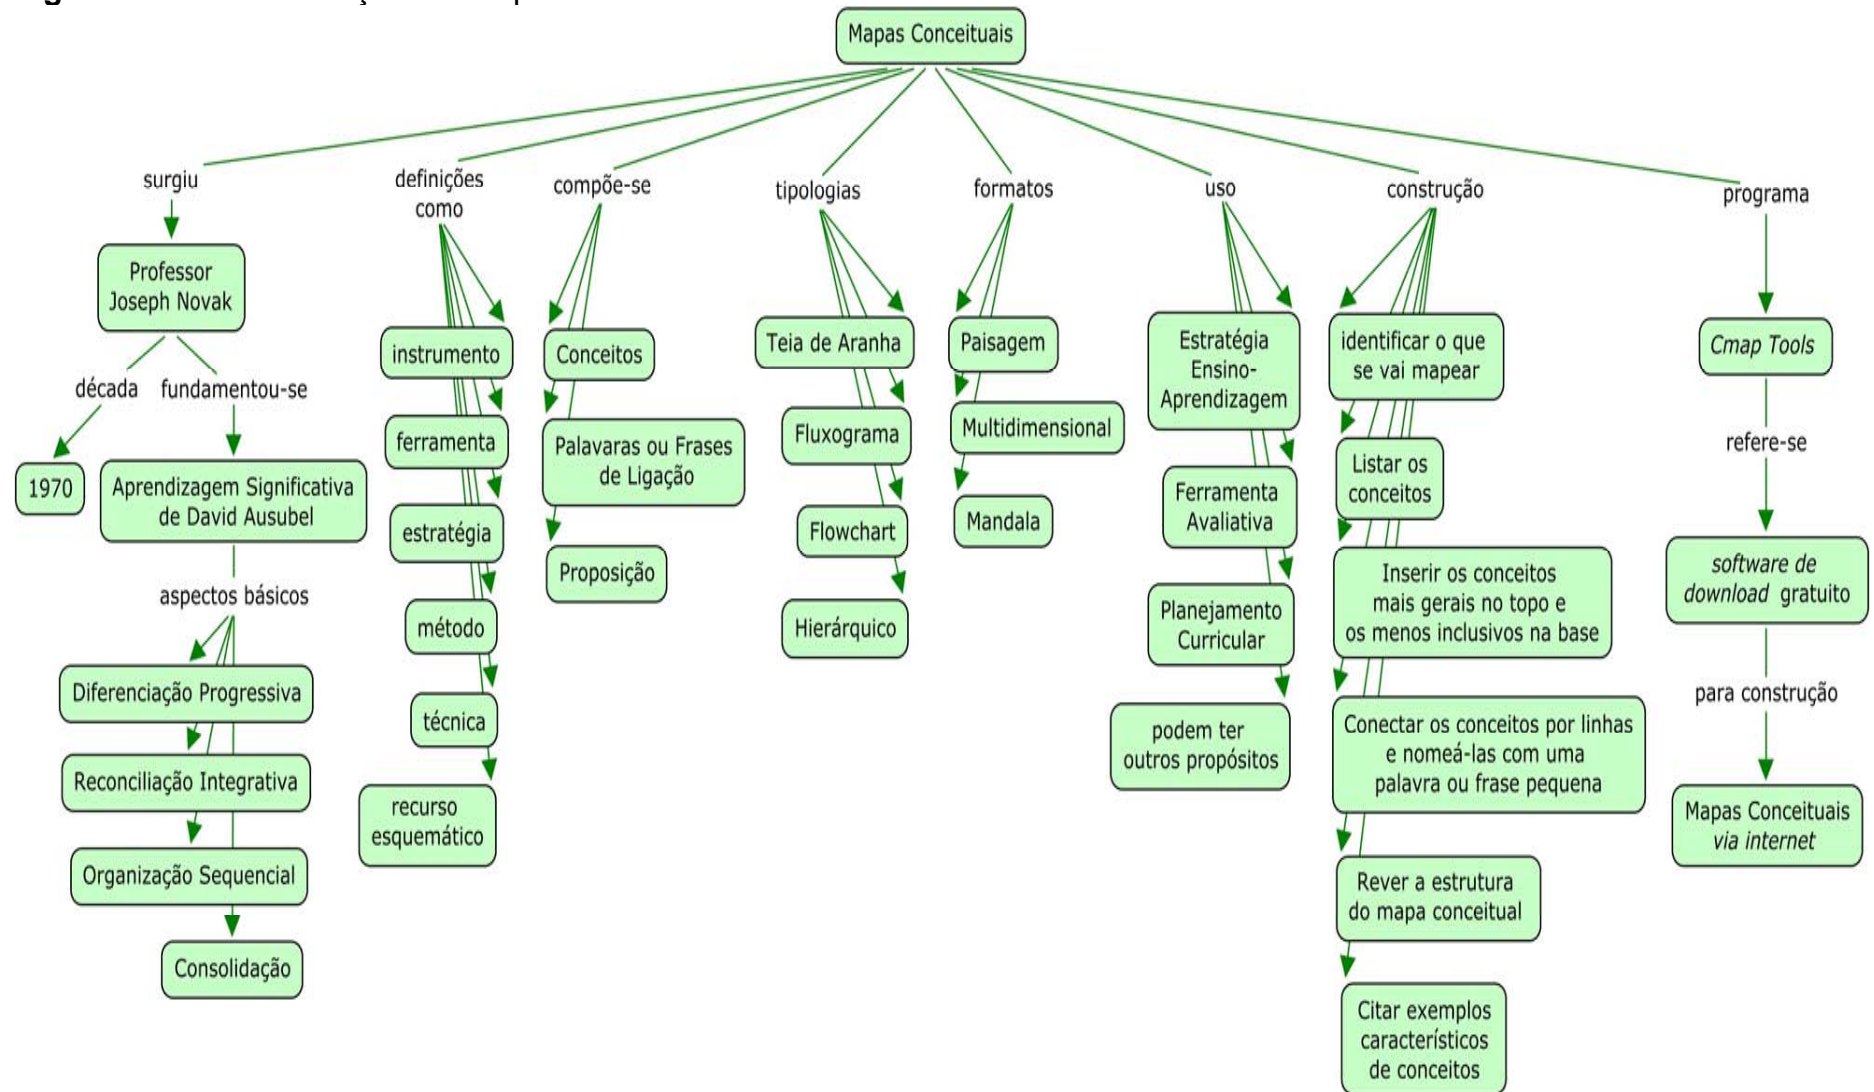 Mapas Conceituais
surgiu
Professor
Joseph Novak
década
fundamentou-se
1970
Aprendizagem Significativa
de David Ausubel
aspectos básicos
Diferenciação Progressiva
Reconciliação Integrativa
Organização Sequencial
Consolidação
definições
como
instrumento
ferramenta
estratégia
método
técnica
recurso
esquemático
compõe-se
Conceitos
Palavaras ou Frases
de Ligação
Proposição
tipologias
Teia de Aranha
Fluxograma
Flowchart
Hierárquico
formatos
Paisagem
Multidimensional
Mandala
uso
Estratégia
Ensino-
Aprendizagem
Ferramenta
Avaliativa
Planejamento
Curricular
podem ter
outros propósitos
construção
identificar o que
se vai mapear
Listar os
conceitos
Inserir os conceitos
mais gerais no topo e
os menos inclusivos na base
Conectar os conceitos por linhas
e nomeá-las com uma
palavra ou frase pequena
Rever a estrutura
do mapa conceitual
Citar exemplos
característicos
de conceitos
programa
Cmap Tools
refere-se
software de
download gratuito
para construção
Mapas Conceituais
via internet